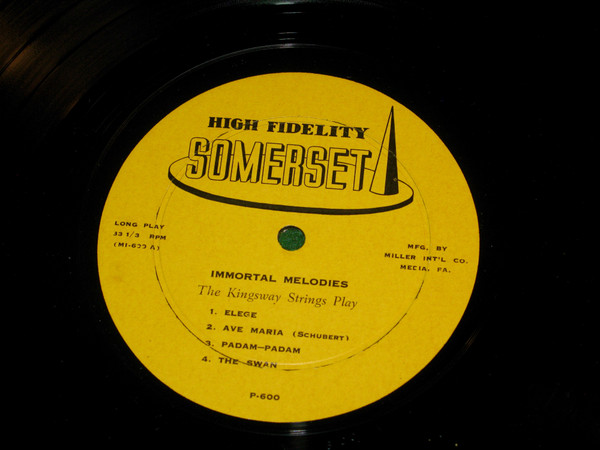 HIGH FIDELITY
SOMERSET
LONG PLAY
33 1/3 RPM
MFG. BY
MILLER INT'L CO.
MEDIA, PA.
IMMORTAL MELODIES
The Kingsway Strings Play
1. ELEGE
2. AVE MARIA (SCHUBERT)
3. PADAM—PADAM
4. THE SWAN
P-600